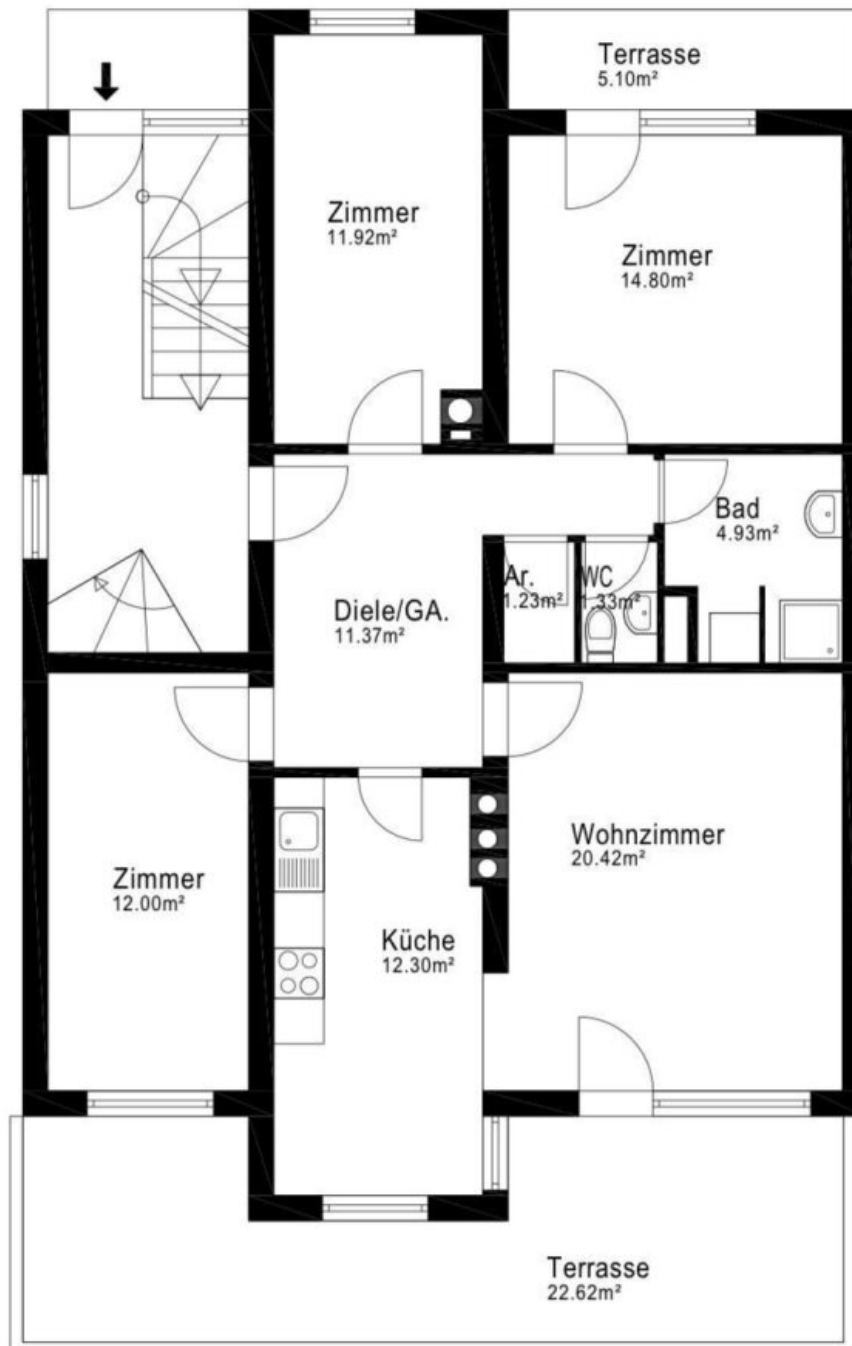 Terrasse
5.10m²
Zimmer
11.92m²
Zimmer
14.80m²
Bad
4.93m²
Ar.
1.23m²
WC
1.33m²
Diele/GA.
11.37m²
Wohnzimmer
20.42m²
Zimmer
12.00m²
Küche
12.30m²
Terrasse
22.62m²